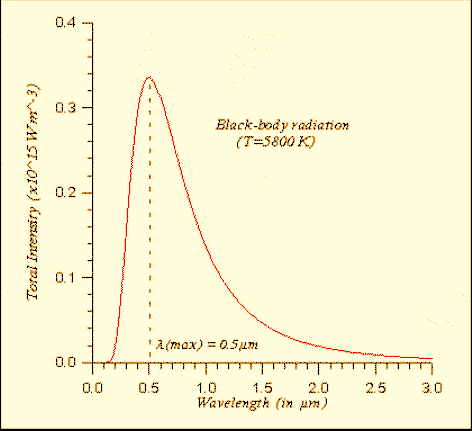 0.4
0.3
0.2
0.1
0.0
Total Intensity (x10^15 W m^-3)
Black-body radiation
(T=5800 K)
λ(max) = 0.5μm
0.0 0.5 1.0 1.5 2.0 2.5 3.0
Wavelength (in μm)